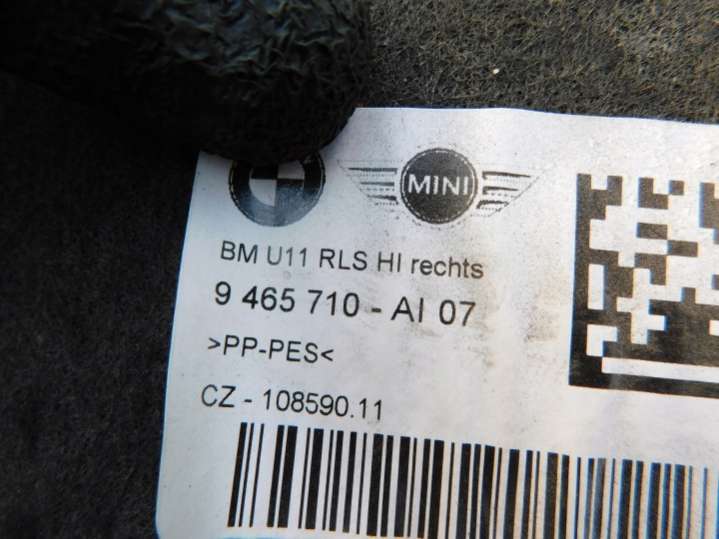 MINI
BM U11 RLS HI rechts
9 465 710 - AI 07
>PP-PES<
CZ - 108590.11